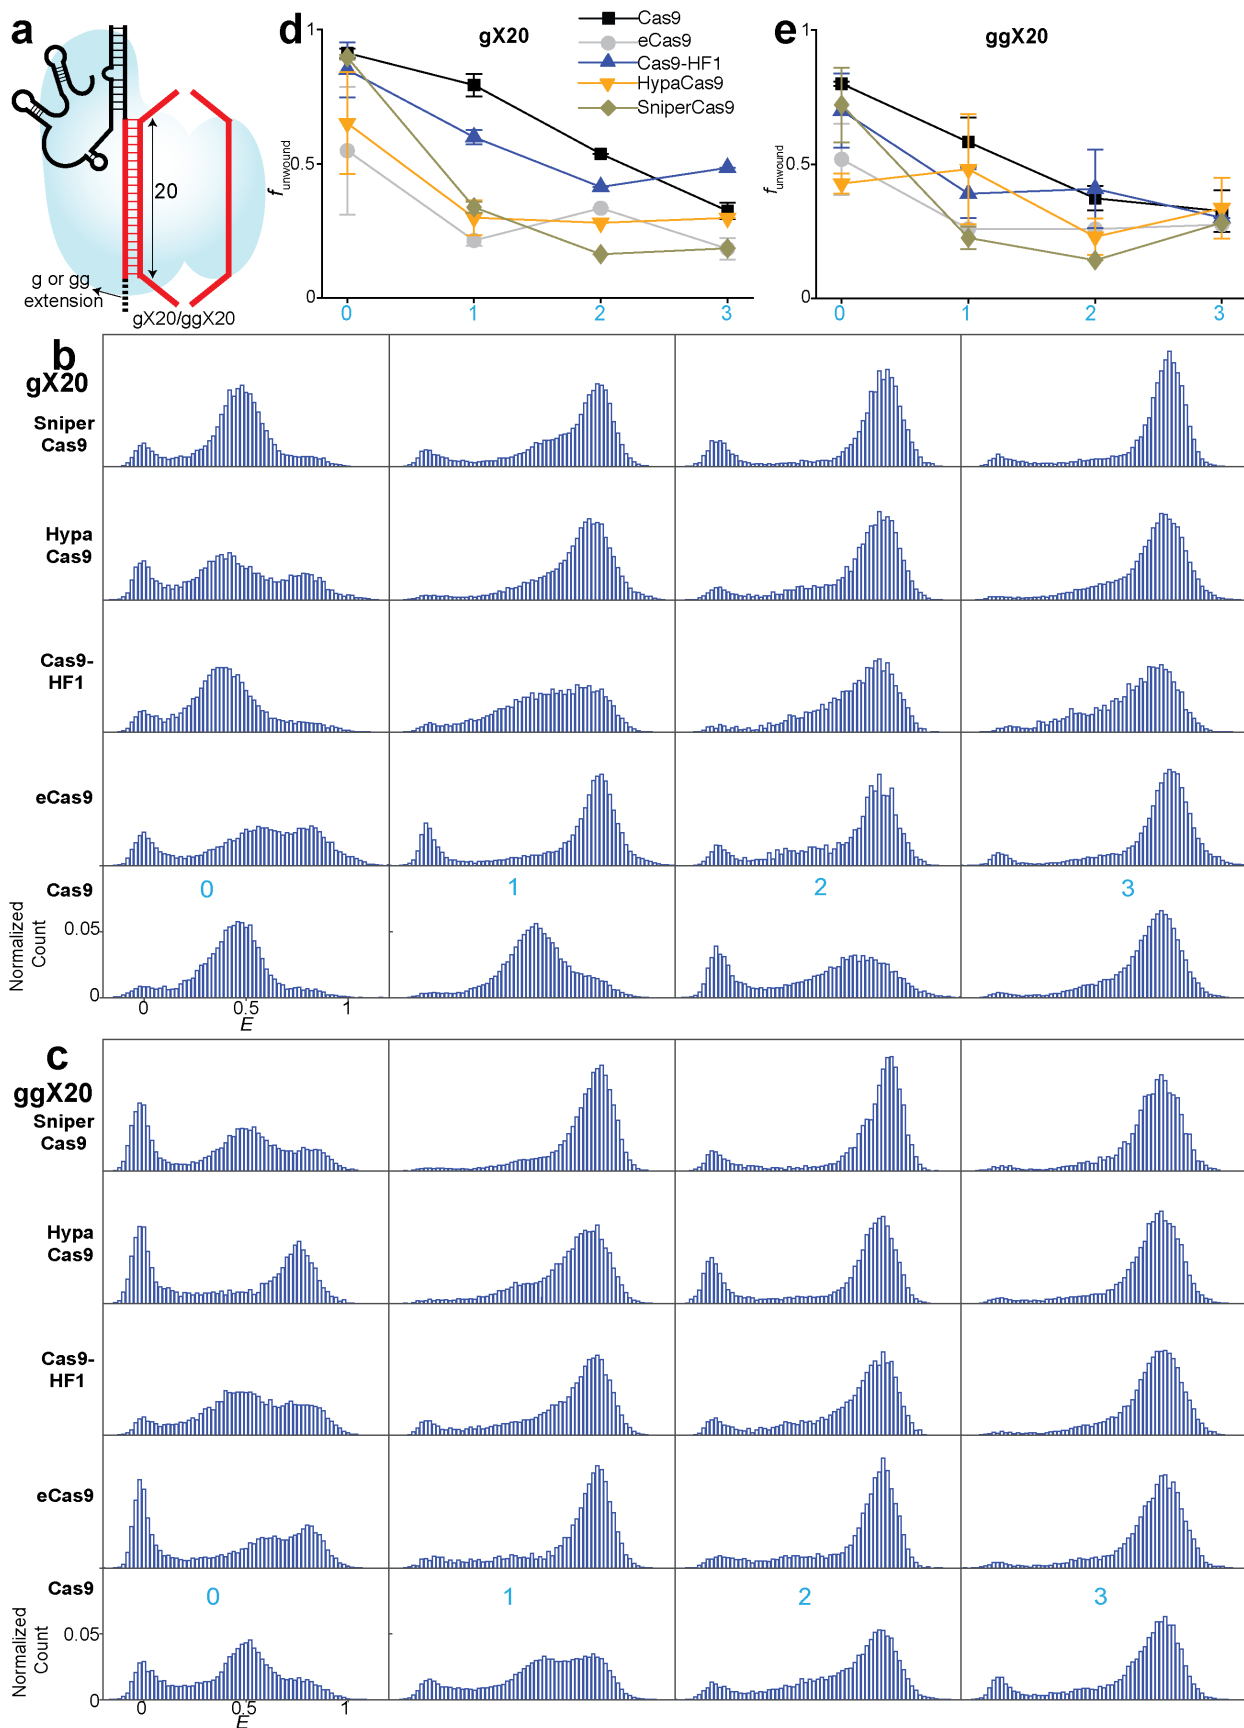 a
20
g or gg
extension
gX20/ggX20
d
gX20
Cas9
eCas9
Cas9-HF1
HypaCas9
SniperCas9
1
0.5
0
f unwound
0 1 2 3
e
ggX20
1
0.5
0
f unwound
0 1 2 3
b
gX20
Sniper
Cas9
Hypa
Cas9
Cas9-
HF1
eCas9
Cas9
0 1 2 3
Normalized
Count
0.05
0
0 0.5 1
E
c
ggX20
Sniper
Cas9
Hypa
Cas9
Cas9-
HF1
eCas9
Cas9
0 1 2 3
Normalized
Count
0.05
0
0 0.5 1
E